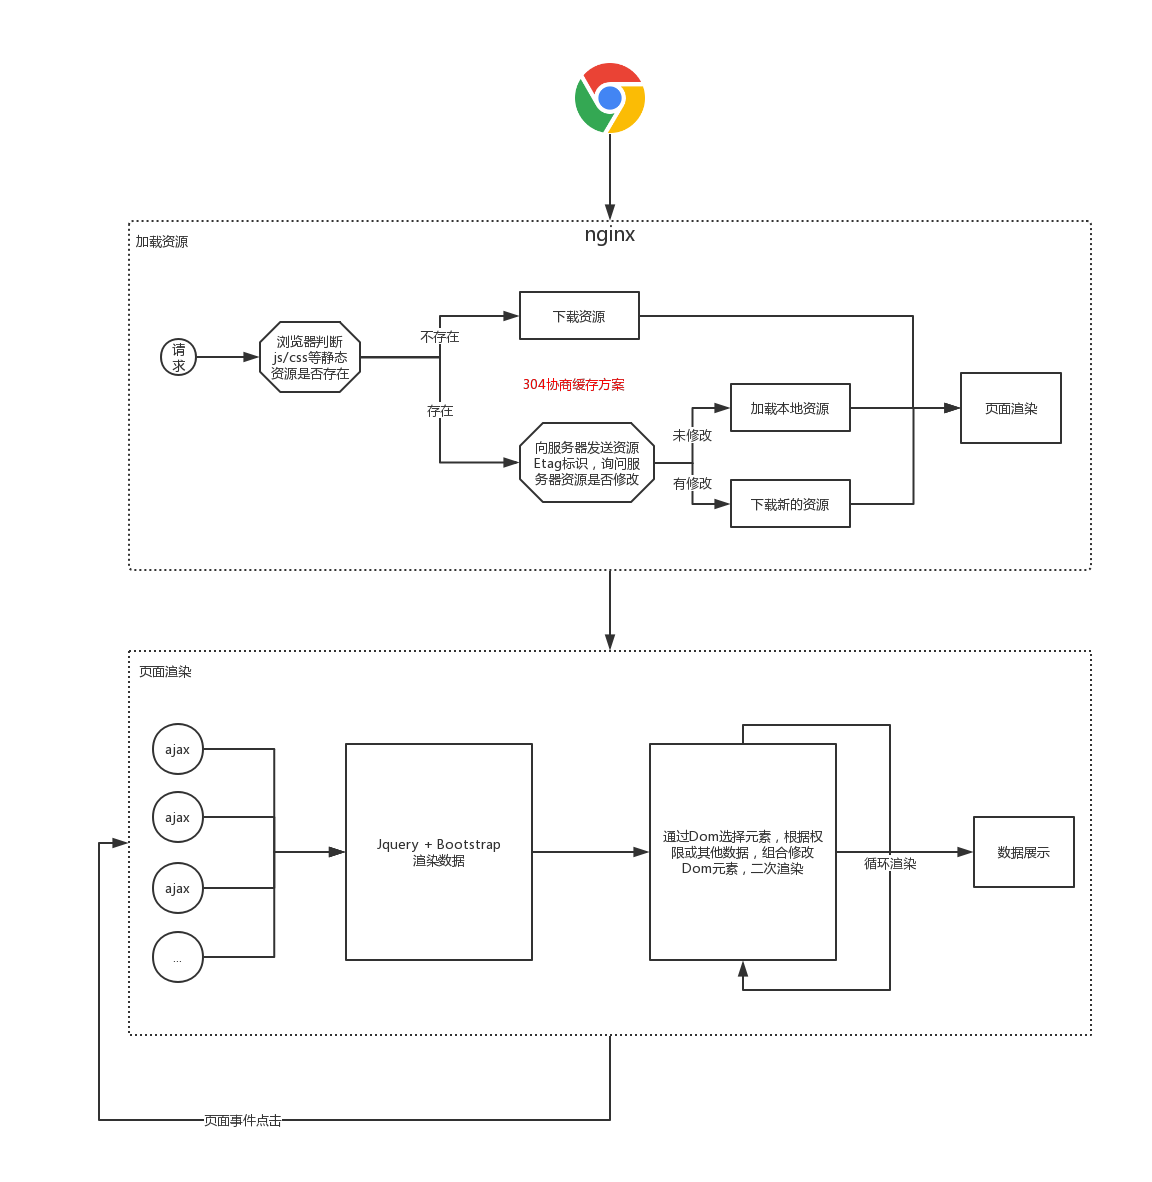 nginx
加载资源
请
求
浏览器判断
js/css等静态
资源是否存在
不存在
存在
下载资源
304协商缓存方案
向服务器发送资源
Etag标识，询问服
务器资源是否修改
未修改
有修改
加载本地资源
下载新的资源
页面渲染
页面渲染
ajax
ajax
ajax
...
Jquery + Bootstrap
渲染数据
通过Dom选择元素，根据权
限或其他数据，组合修改
Dom元素，二次渲染
循环渲染
数据展示
页面事件点击